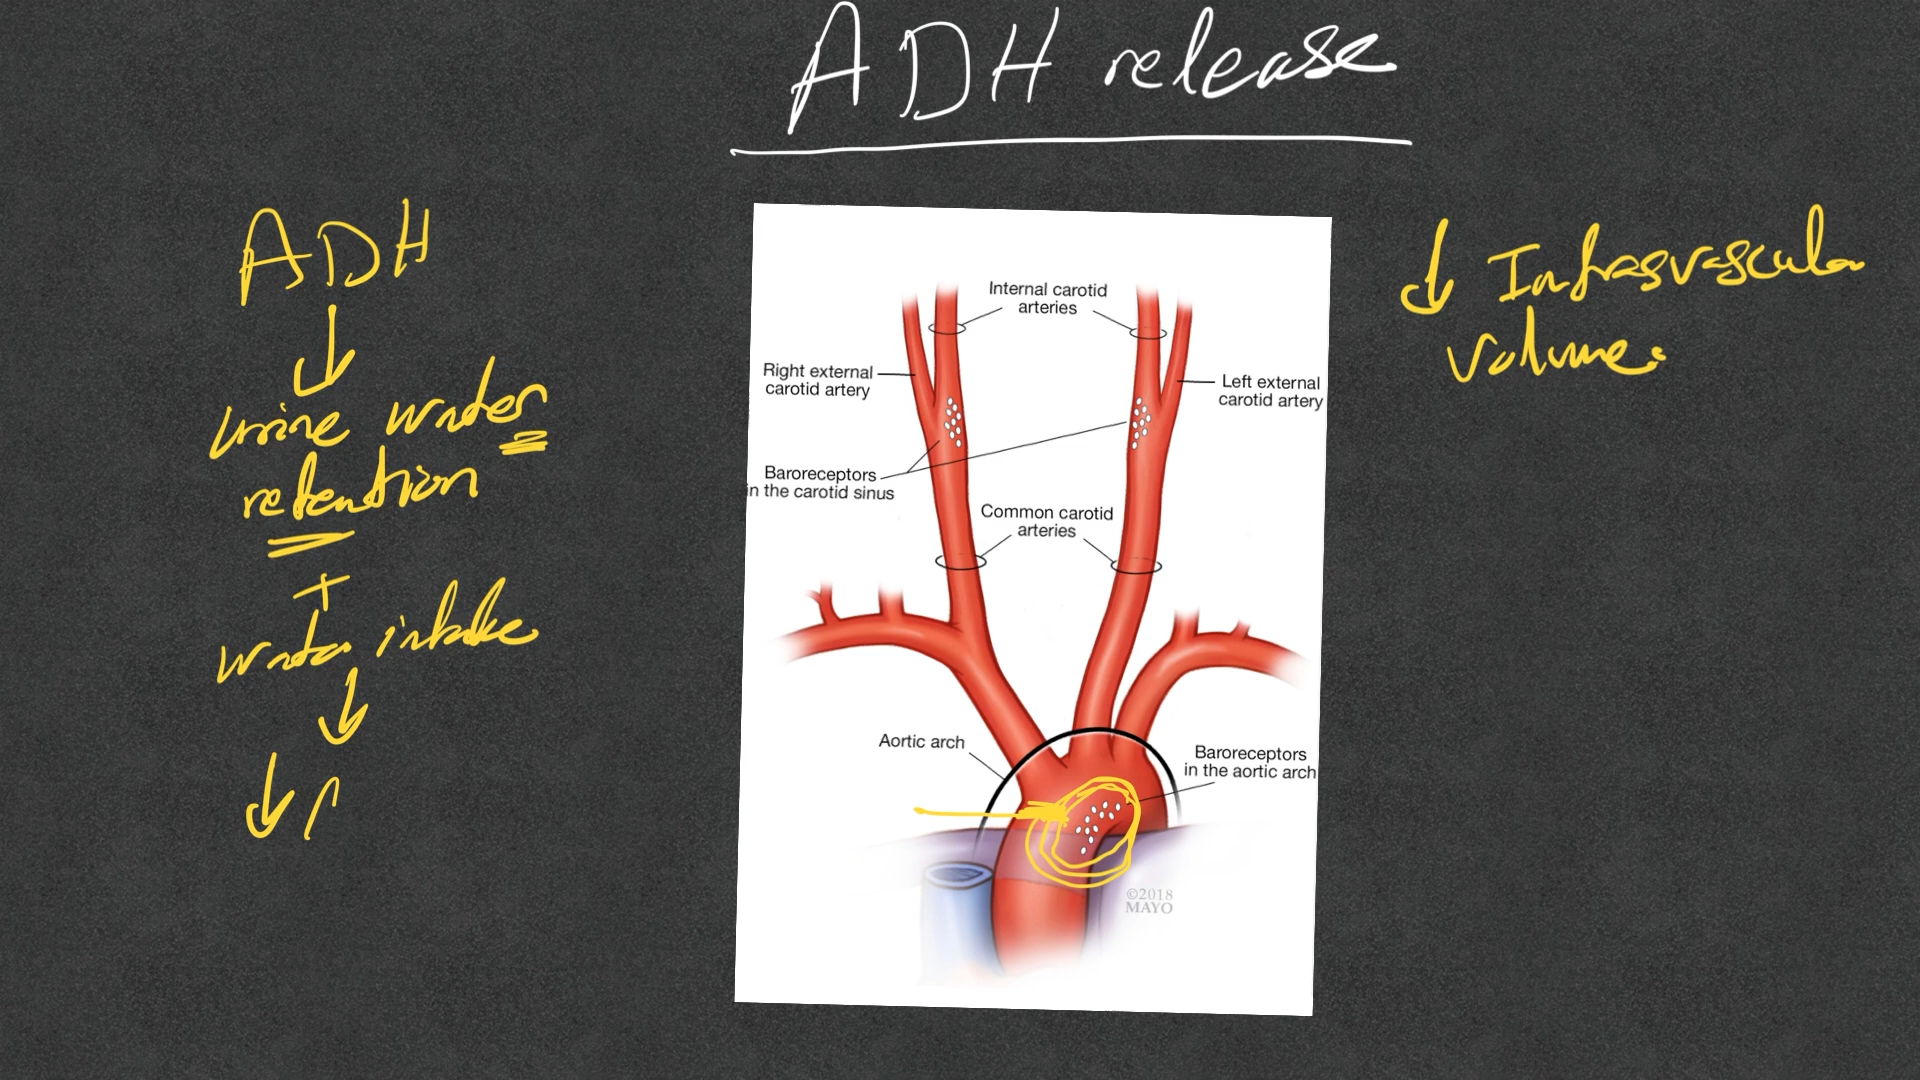 ADH release
ADH
urine water
retention
+
water intake
↓
Internal carotid
arteries
Right external
carotid artery
Left external
carotid artery
Baroreceptors
in the carotid sinus
Common carotid
arteries
Aortic arch
Baroreceptors
in the aortic arch
©2018
MAYO
↓ Intrasvascular
volume.